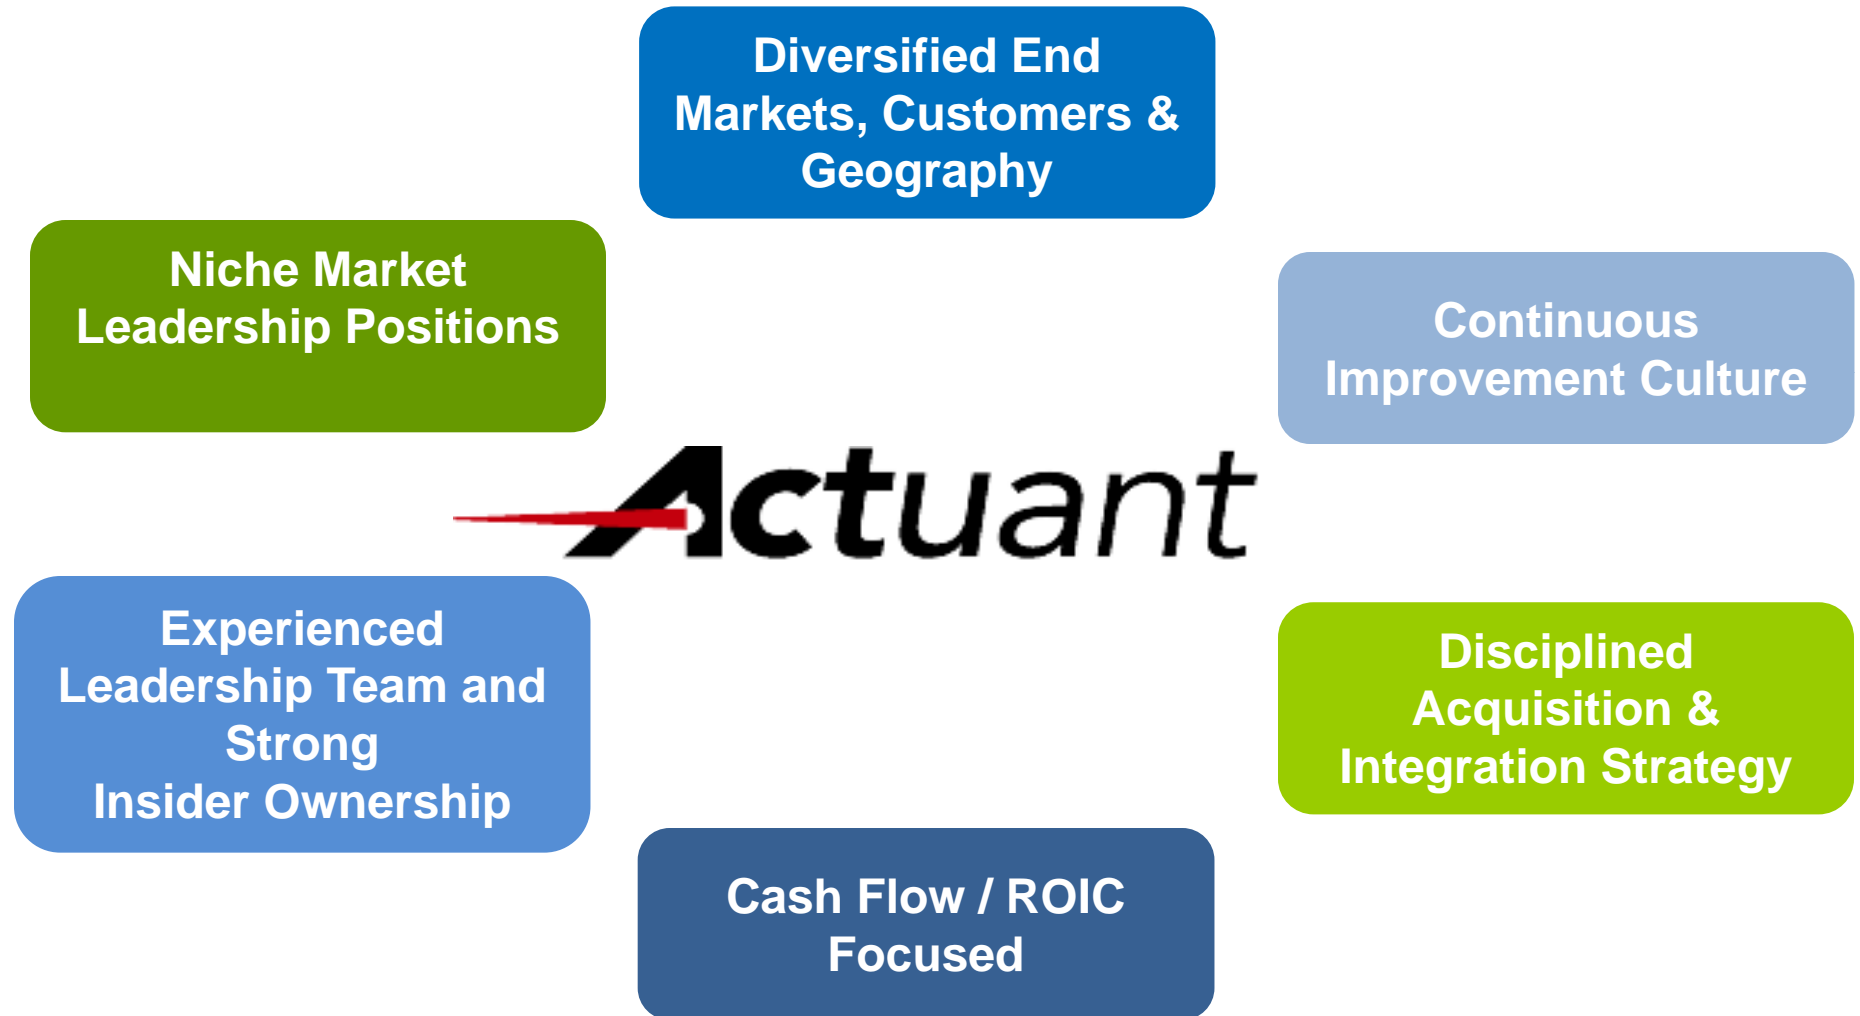 Diversified End
Markets, Customers &
Geography
Niche Market
Leadership Positions
Continuous
Improvement Culture
Actuant
Experienced
Leadership Team and
Strong
Insider Ownership
Disciplined
Acquisition &
Integration Strategy
Cash Flow / ROIC
Focused